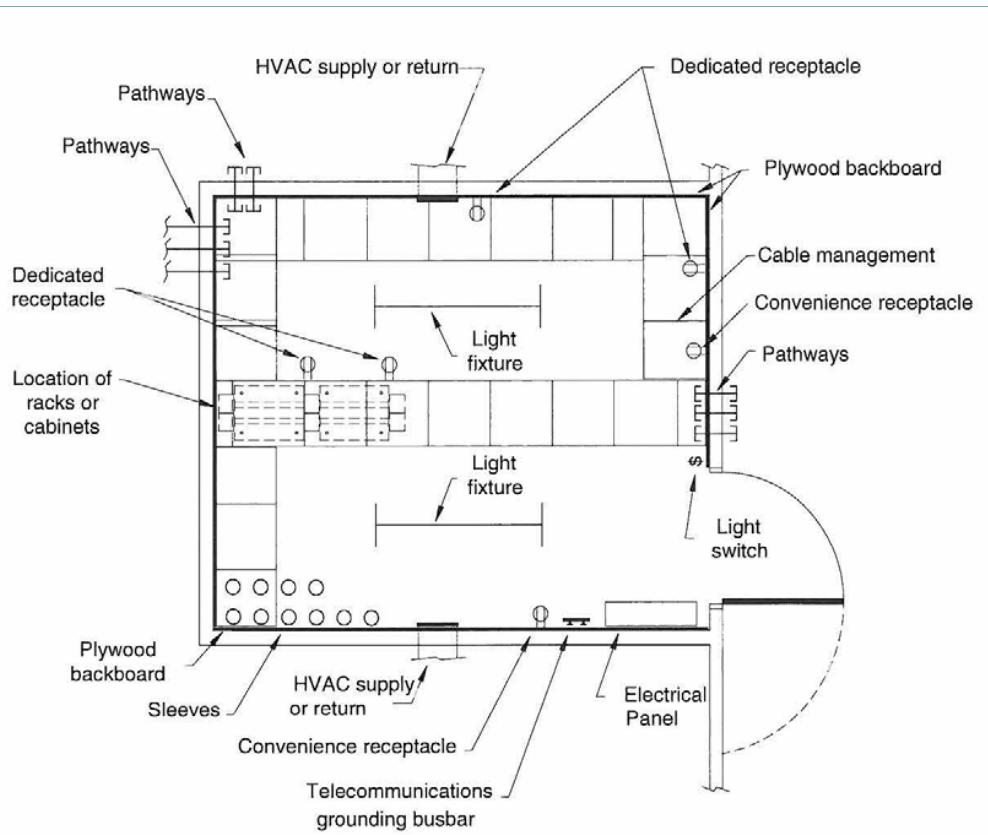 HVAC supply or return
Dedicated receptacle
Pathways
Pathways
Plywood backboard
Cable management
Dedicated
receptacle
Convenience receptacle
Light
fixture
Pathways
Location of
racks or
cabinets
Light
fixture
$
Light
switch
Plywood
backboard
Sleeves
HVAC supply
or return
Electrical
Panel
Convenience receptacle
Telecommunications
grounding busbar